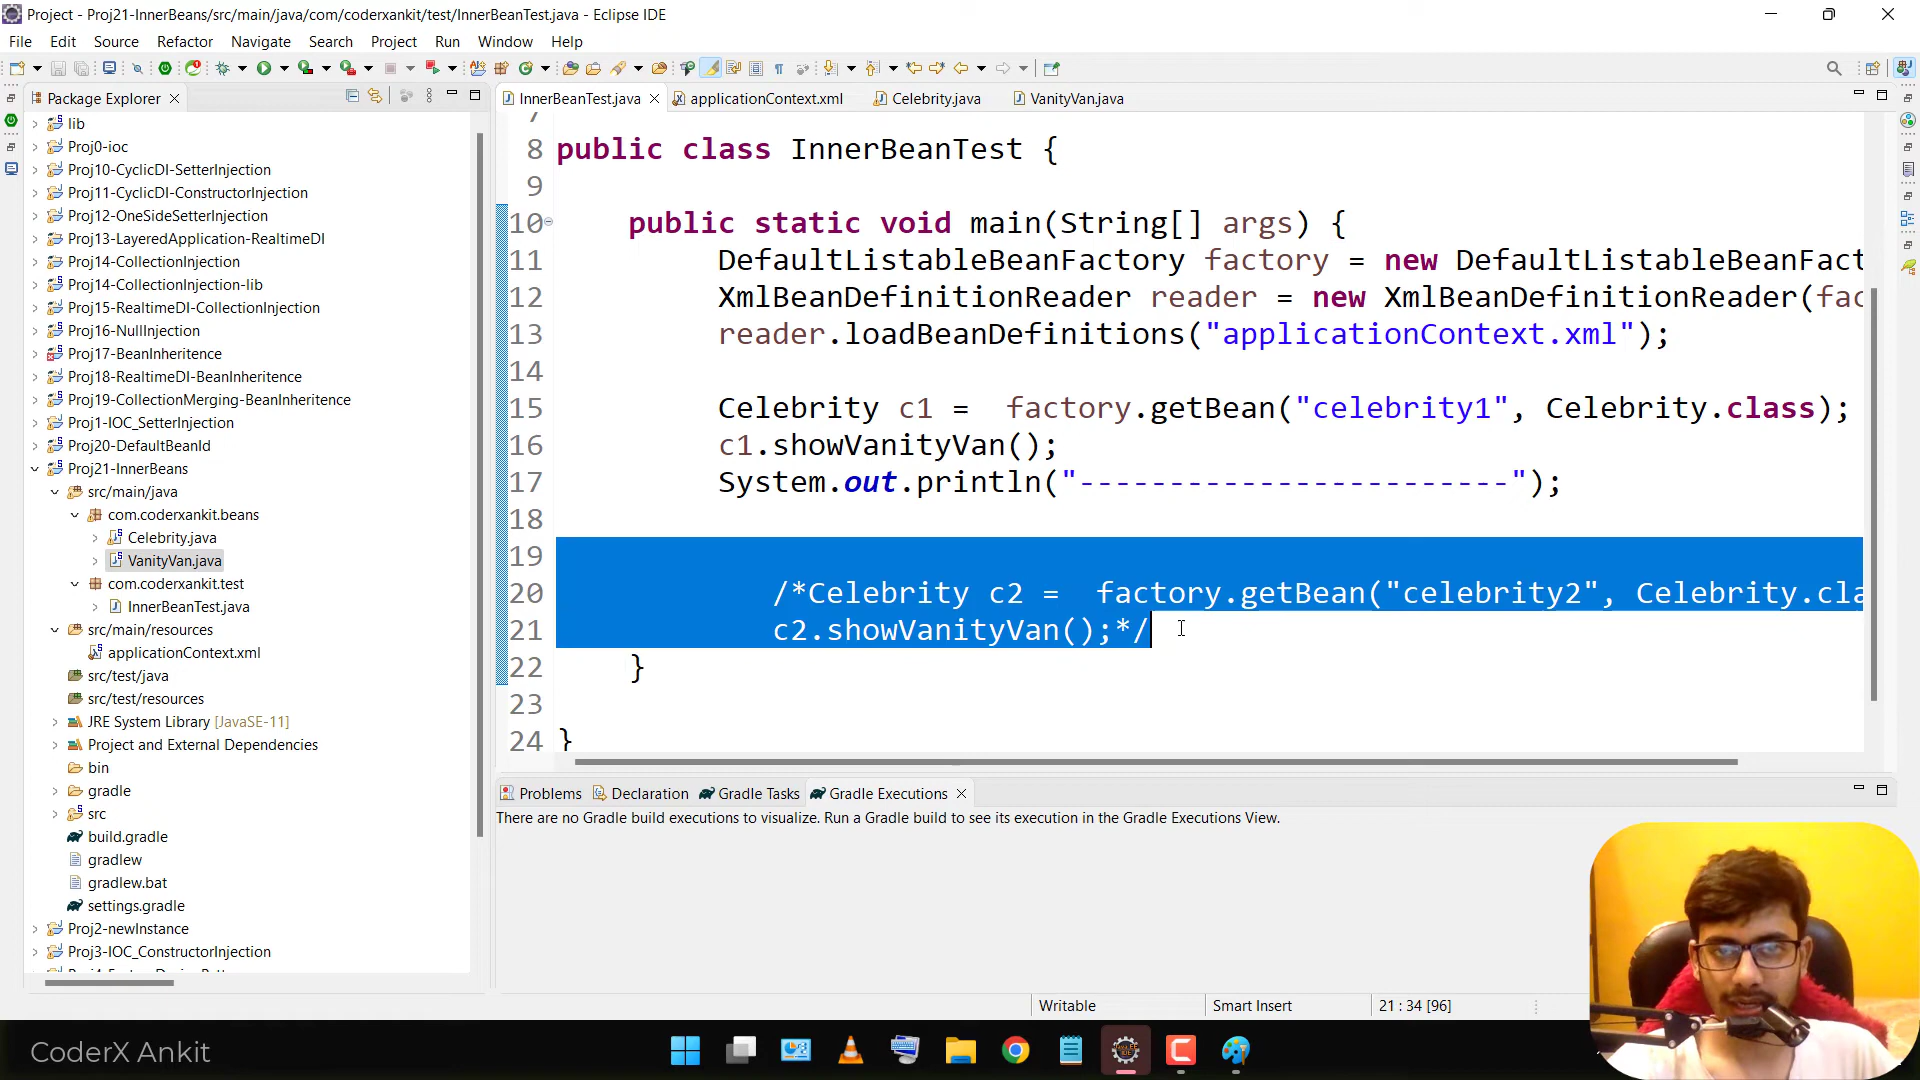 Project - Proj21-InnerBeans/src/main/java/com/coderxankit/test/InnerBeanTest.java - Eclipse IDE
File Edit Source Refactor Navigate Search Project Run Window Help
Package Explorer
InnerBeanTest.java applicationContext.xml Celebrity.java VanityVan.java
lib
Proj0-ioc
Proj10-CyclicDI-SetterInjection
Proj11-CyclicDI-ConstructorInjection
Proj12-OneSideSetterInjection
Proj13-LayeredApplication-RealtimeDI
Proj14-CollectionInjection
Proj14-CollectionInjection-lib
Proj15-RealtimeDI-CollectionInjection
Proj16-NullInjection
Proj17-BeanInheritence
Proj18-RealtimeDI-BeanInheritence
Proj19-CollectionMerging-BeanInheritence
Proj1-IOC_SetterInjection
Proj20-DefaultBeanId
Proj21-InnerBeans
src/main/java
com.coderxankit.beans
Celebrity.java
VanityVan.java
com.coderxankit.test
InnerBeanTest.java
src/main/resources
applicationContext.xml
src/test/java
src/test/resources
JRE System Library [JavaSE-11]
Project and External Dependencies
bin
gradle
src
build.gradle
gradlew
gradlew.bat
settings.gradle
Proj2-newInstance
Proj3-IOC_ConstructorInjection
7
8 public class InnerBeanTest {
9
10 public static void main(String[] args) {
11 DefaultListableBeanFactory factory = new DefaultListableBeanFact
12 XmlBeanDefinitionReader reader = new XmlBeanDefinitionReader(fac
13 reader.loadBeanDefinitions("applicationContext.xml");
14
15 Celebrity c1 = factory.getBean("celebrity1", Celebrity.class);
16 c1.showVanityVan();
17 System.out.println("------------------------");
18
19
20 /*Celebrity c2 = factory.getBean("celebrity2", Celebrity.cla
21 c2.showVanityVan();*/
22 }
23
24 }
Problems Declaration Gradle Tasks Gradle Executions
There are no Gradle build executions to visualize. Run a Gradle build to see its execution in the Gradle Executions View.
Writable Smart Insert 21 : 34 [96]
CoderX Ankit